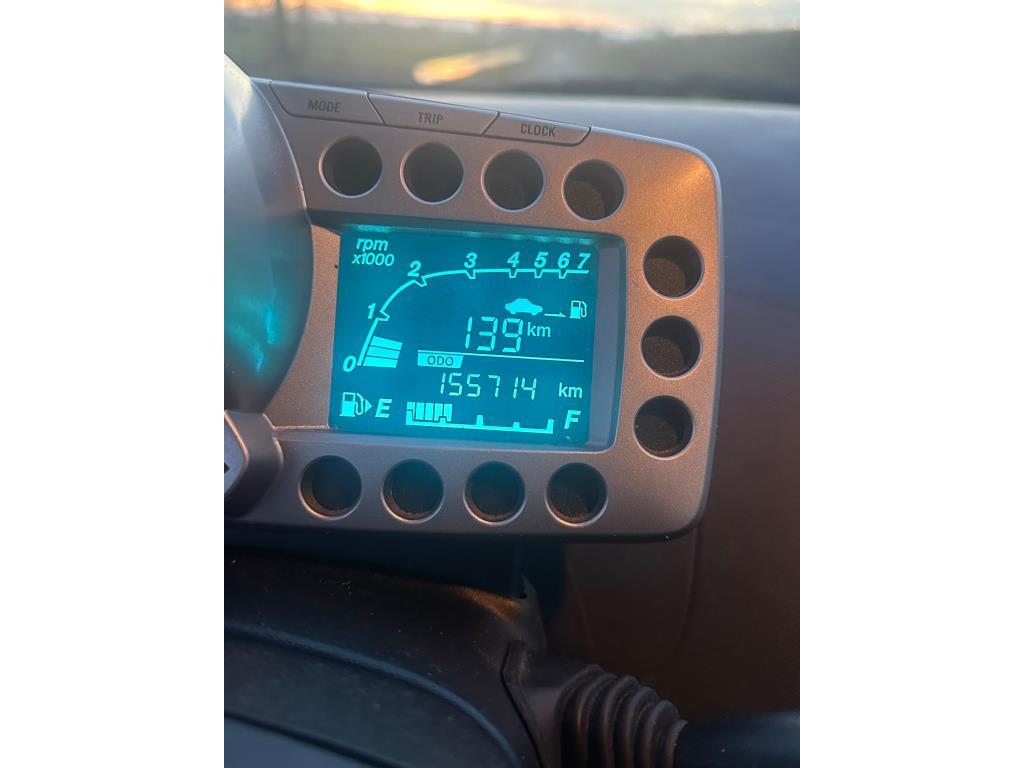 MODE TRIP CLOCK
rpm
x1000
0 1 2 3 4 5 6 7
139 km
ODO
155714 km
E F